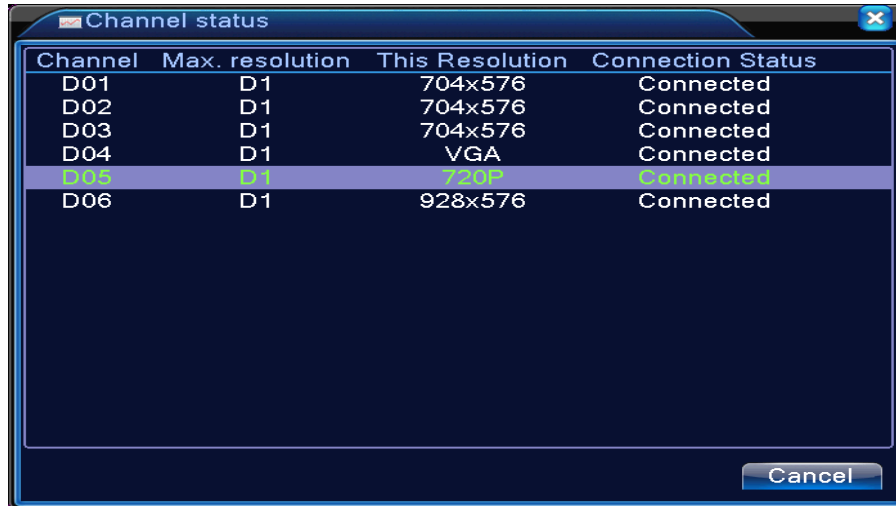 Channel status
Channel Max. resolution This Resolution Connection Status
D01 D1 704x576 Connected
D02 D1 704x576 Connected
D03 D1 704x576 Connected
D04 D1 VGA Connected
D05 D1 720P Connected
D06 D1 928x576 Connected
Cancel